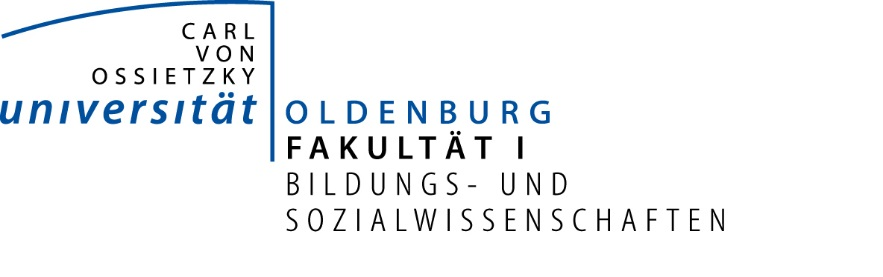 CARL
VON
OSSIETZKY
universität OLDENBURG
FAKULTÄT I
BILDUNGS- UND
SOZIALWISSENSCHAFTEN